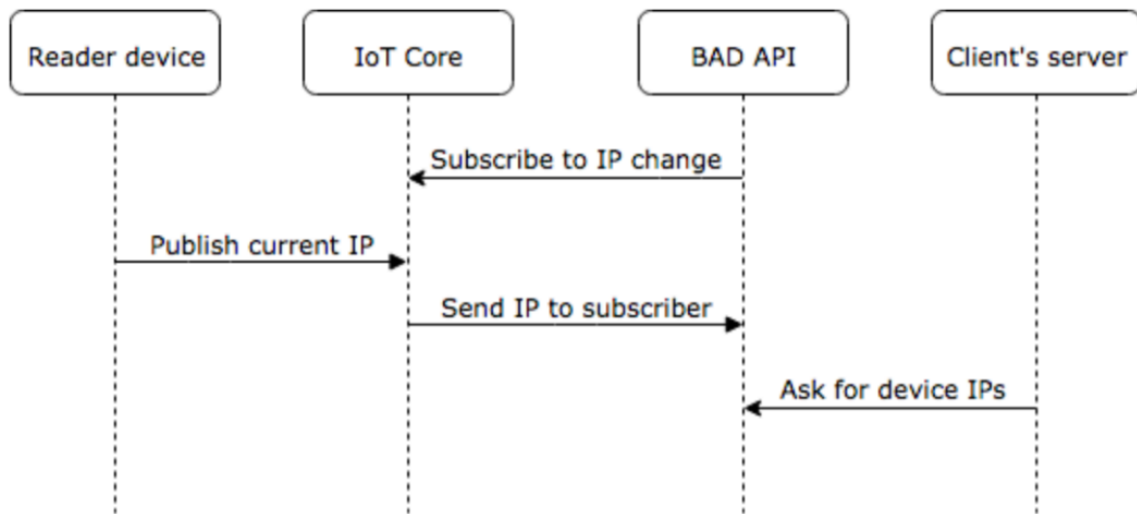 Reader device
IoT Core
BAD API
Client's server
Subscribe to IP change
Publish current IP
Send IP to subscriber
Ask for device IPs